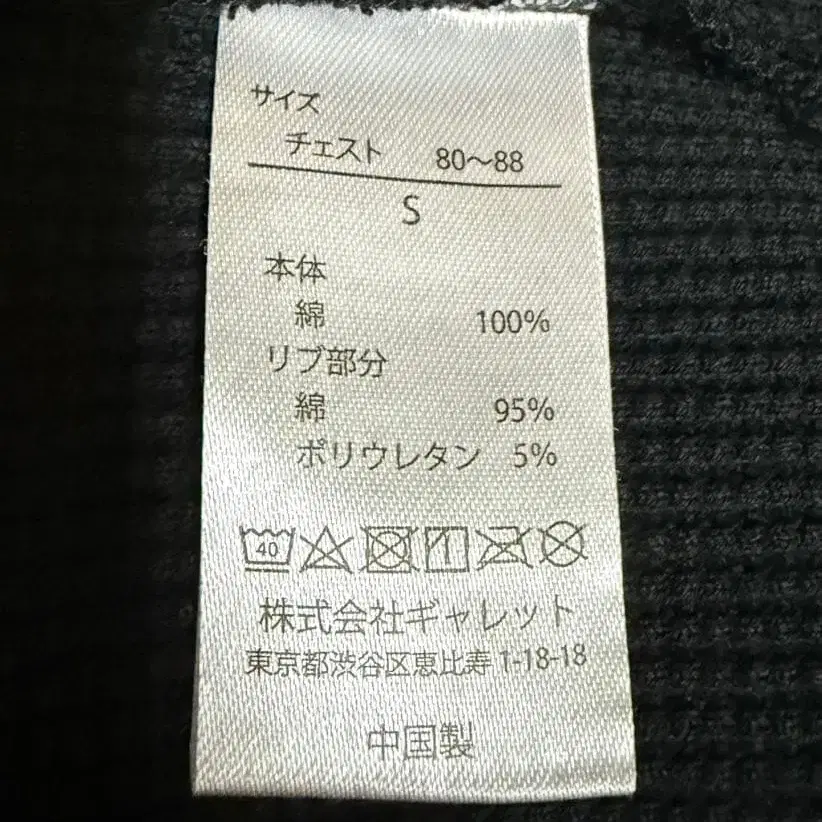 サイズ
チェスト 80～88
S
本体
綿 100%
リブ部分
綿 95%
ポリウレタン 5%
40
株式会社ギャレット
東京都渋谷区恵比寿1-18-18
中国製